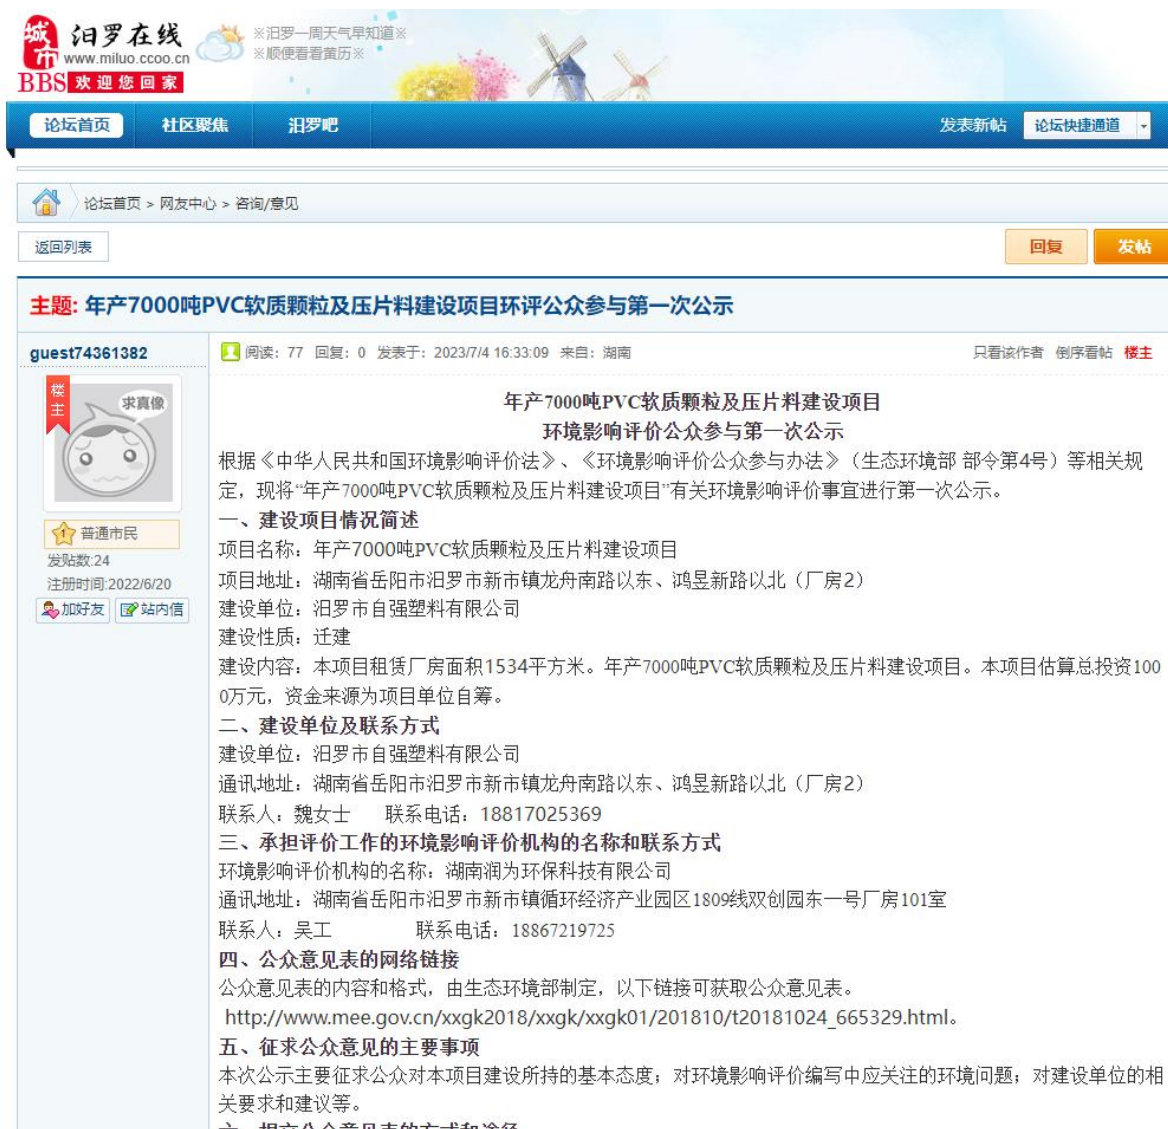 城市
汨罗在线
www.miluo.ccoo.cn
BBS 欢迎您回家
※汨罗一周天气早知道※
※顺便看看黄历※
论坛首页 社区聚焦 汨罗吧 发表新帖 论坛快捷通道
论坛首页 > 网友中心 > 咨询/意见
返回列表 回复 发帖
主题: 年产7000吨PVC软质颗粒及压片料建设项目环评公众参与第一次公示
guest74361382
阅读：77 回复：0 发表于：2023/7/4 16:33:09 来自：湖南 只看该作者 倒序看帖 楼主
楼主
求真像
普通市民
发贴数:24
注册时间:2022/6/20
加好友 站内信
年产7000吨PVC软质颗粒及压片料建设项目
环境影响评价公众参与第一次公示
根据《中华人民共和国环境影响评价法》、《环境影响评价公众参与办法》（生态环境部 部令第4号）等相关规
定，现将“年产7000吨PVC软质颗粒及压片料建设项目”有关环境影响评价事宜进行第一次公示。
一、建设项目情况简述
项目名称：年产7000吨PVC软质颗粒及压片料建设项目
项目地址：湖南省岳阳市汨罗市新市镇龙舟南路以东、鸿昱新路以北（厂房2）
建设单位：汨罗市自强塑料有限公司
建设性质：迁建
建设内容：本项目租赁厂房面积1534平方米。年产7000吨PVC软质颗粒及压片料建设项目。本项目估算总投资100
0万元，资金来源为项目单位自筹。
二、建设单位及联系方式
建设单位：汨罗市自强塑料有限公司
通讯地址：湖南省岳阳市汨罗市新市镇龙舟南路以东、鸿昱新路以北（厂房2）
联系人：魏女士 联系电话：18817025369
三、承担评价工作的环境影响评价机构的名称和联系方式
环境影响评价机构的名称：湖南润为环保科技有限公司
通讯地址：湖南省岳阳市汨罗市新市镇循环经济产业园区1809线双创园东一号厂房101室
联系人：吴工 联系电话：18867219725
四、公众意见表的网络链接
公众意见表的内容和格式，由生态环境部制定，以下链接可获取公众意见表。
http://www.mee.gov.cn/xxgk2018/xxgk/xxgk01/201810/t20181024_665329.html。
五、征求公众意见的主要事项
本次公示主要征求公众对本项目建设所持的基本态度；对环境影响评价编写中应关注的环境问题；对建设单位的相
关要求和建议等。
六、提交公众意见表的方式和途径